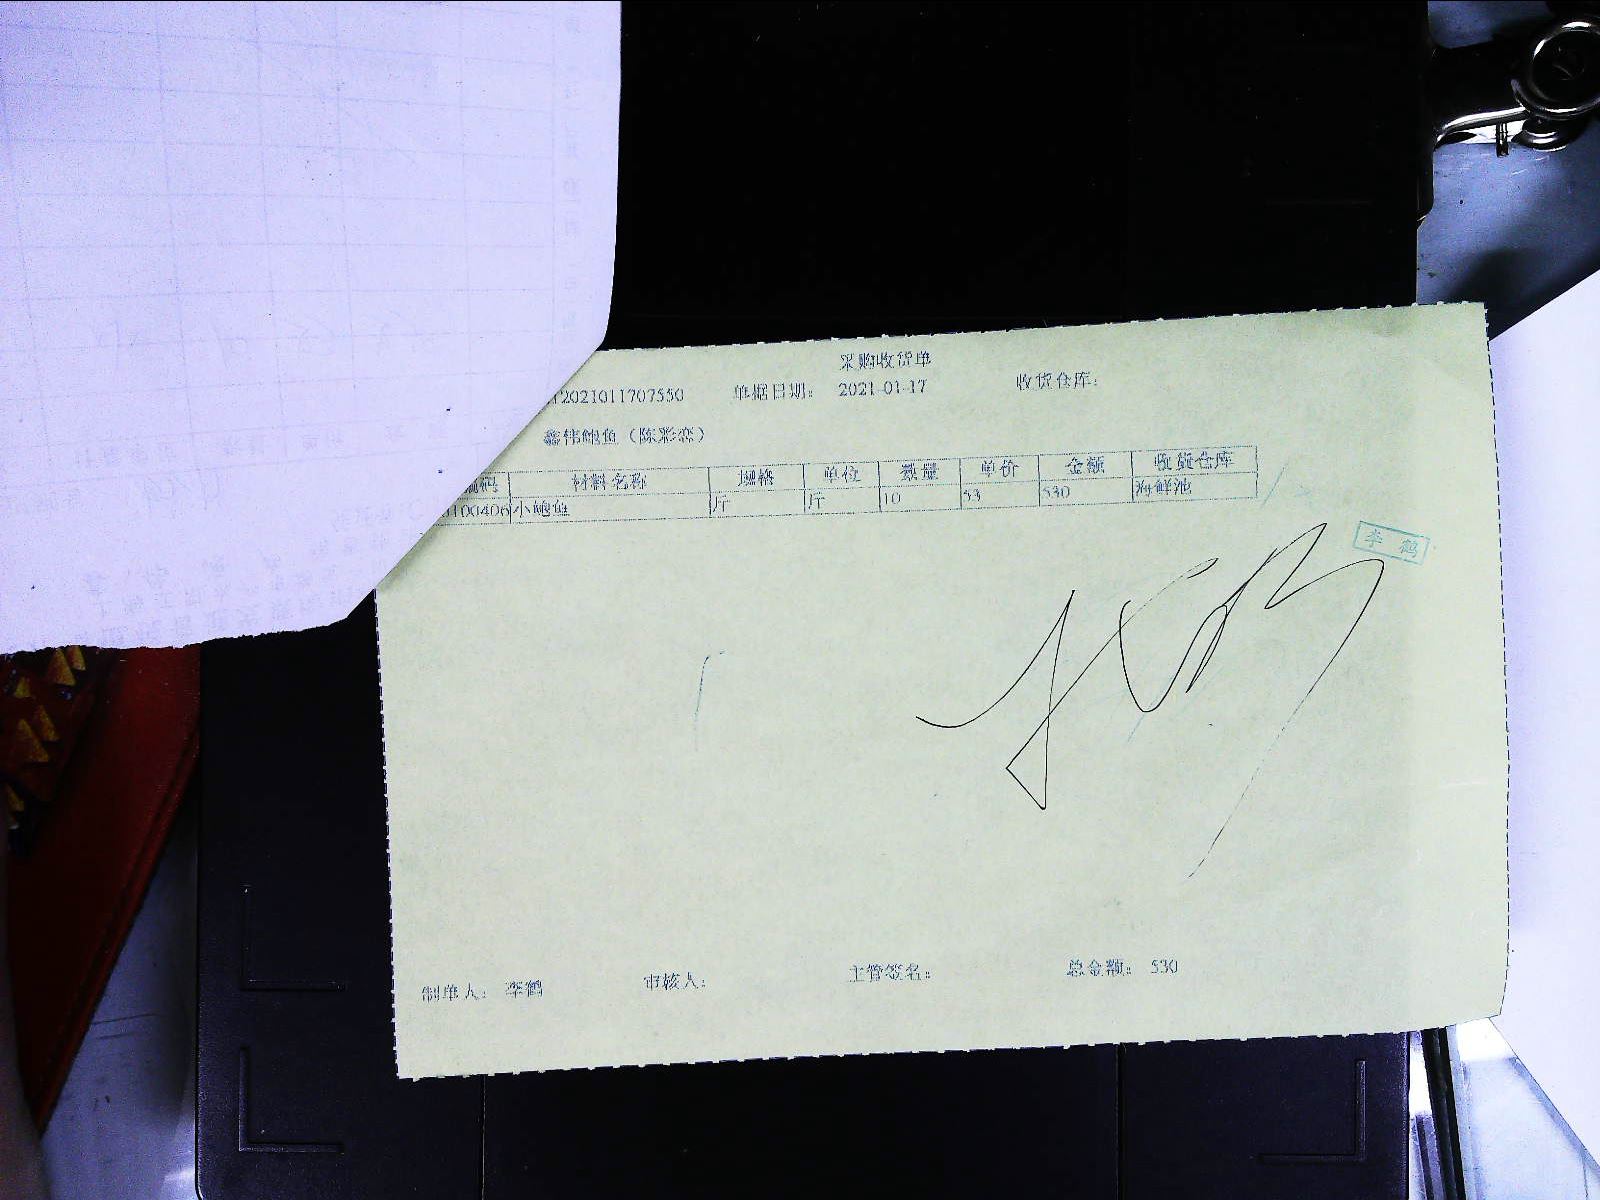 采购收货单
2021011707550 单据日期: 2021-01-17 收货仓库:
鑫伟鲍鱼（陈彩恋）
编码 材料名称 规格 单位 数量 单价 金额 收货仓库
100406 小鲍鱼 斤 斤 10 53 530 海鲜池
李鹤
制单人: 李鹤 审核人: 主管签名: 总金额: 530